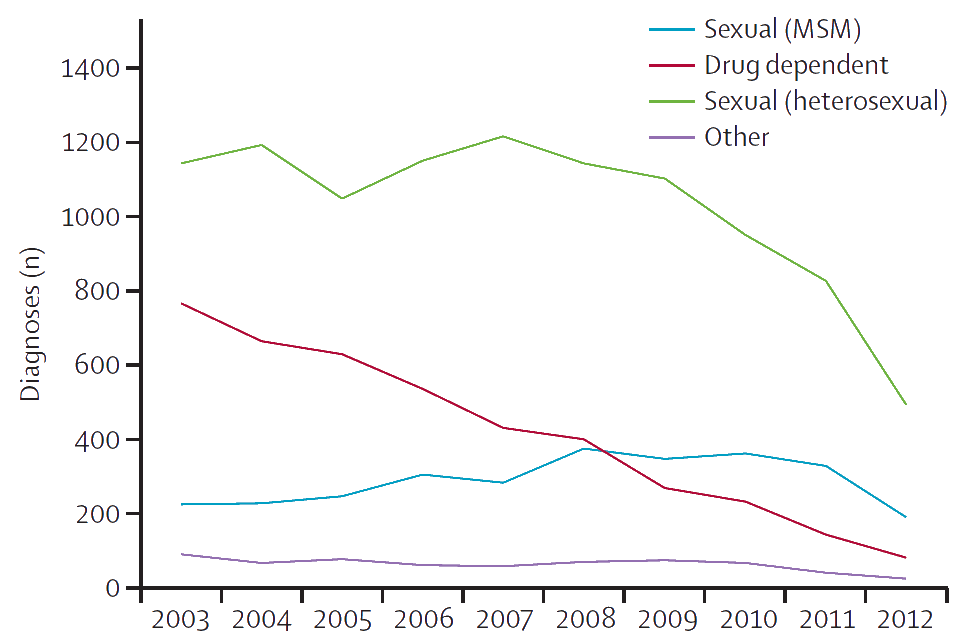 Sexual (MSM)
Drug dependent
Sexual (heterosexual)
Other
Diagnoses (n)
1400
1200
1000
800
600
400
200
0
2003 2004 2005 2006 2007 2008 2009 2010 2011 2012